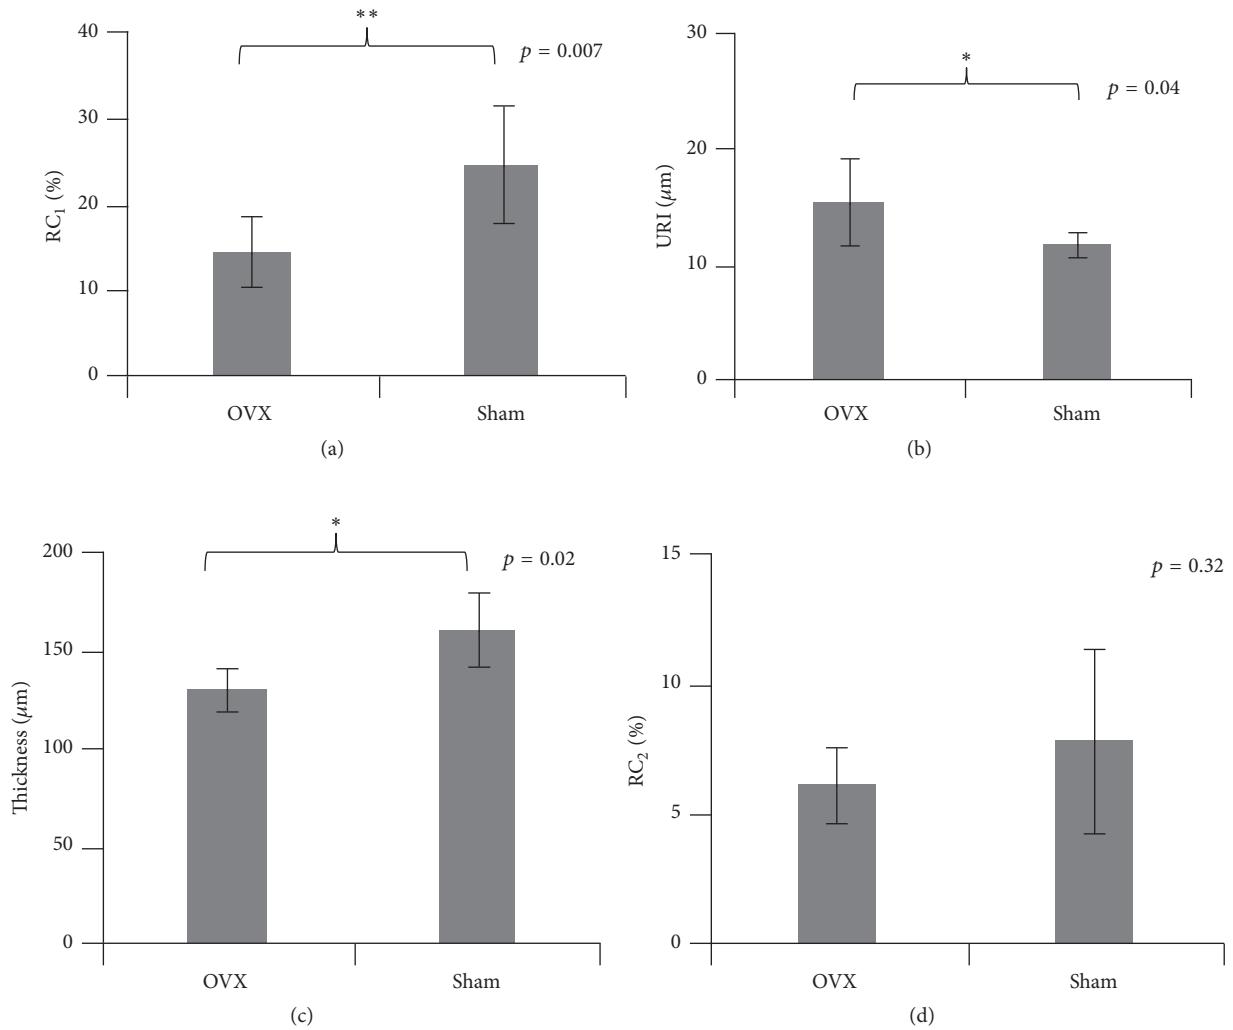 **
40
p = 0.007
30
20
10
0
RC1 (%)
OVX
Sham
(a)
30
*
p = 0.04
20
10
0
URI (μm)
OVX
Sham
(b)
*
200
p = 0.02
150
100
50
0
Thickness (μm)
OVX
Sham
(c)
15
p = 0.32
10
5
0
RC2 (%)
OVX
Sham
(d)